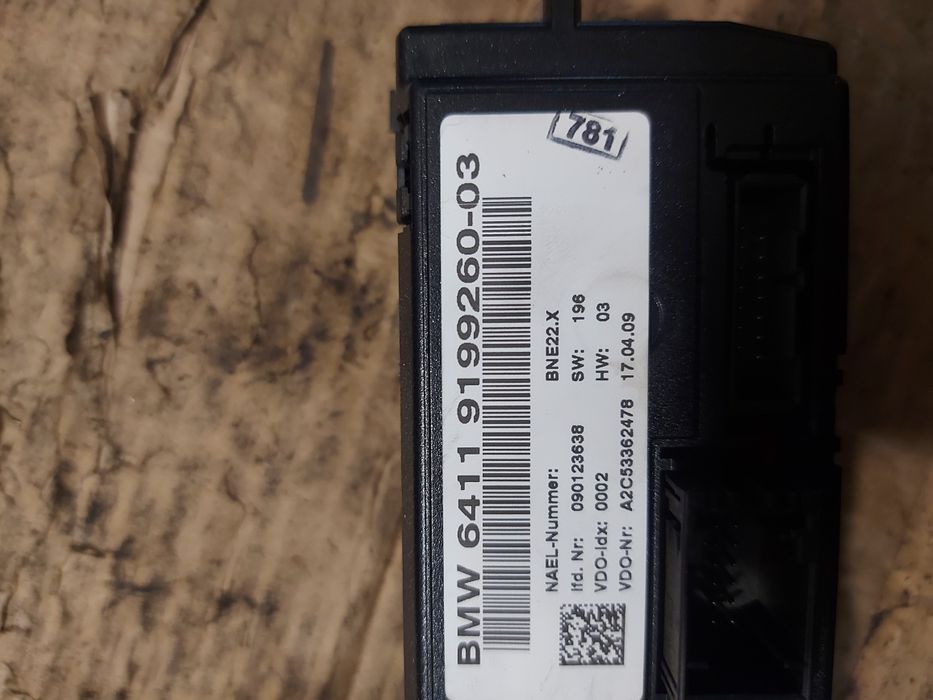 781
BMW 6411 9199260-03
NAEL-Nummer: BNE22.X
lfd. Nr: 090123638 SW: 196
VDO-Idx: 0002 HW: 03
VDO-Nr: A2C53362478 17.04.09